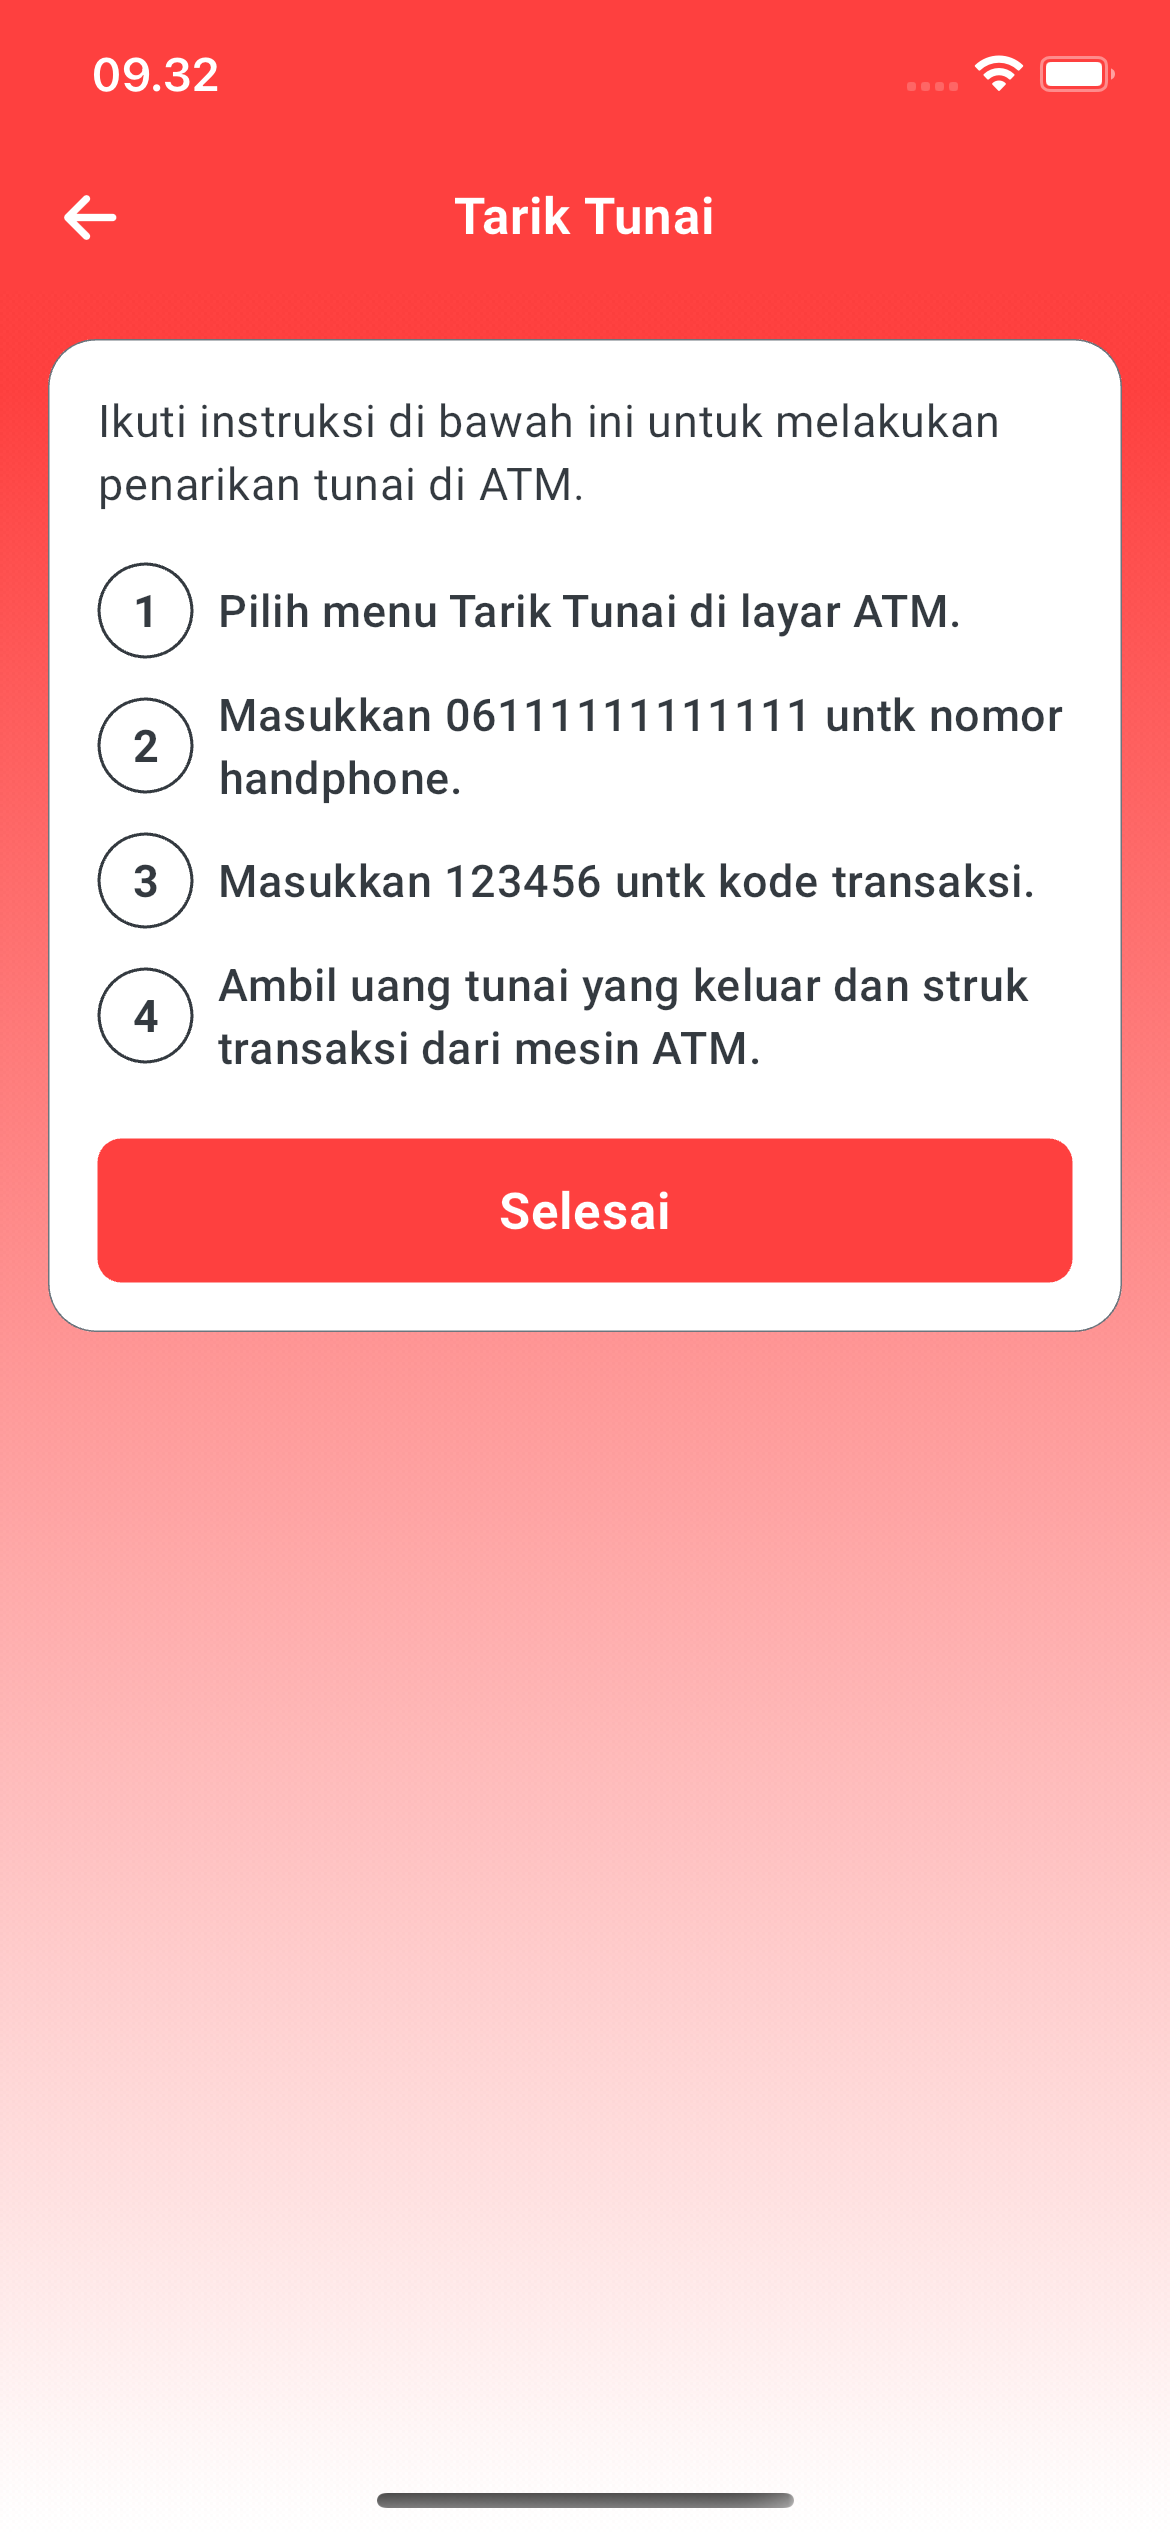 09.32
Tarik Tunai
Ikuti instruksi di bawah ini untuk melakukan
penarikan tunai di ATM.
1 Pilih menu Tarik Tunai di layar ATM.
2 Masukkan 06111111111111 untk nomor
handphone.
3 Masukkan 123456 untk kode transaksi.
4 Ambil uang tunai yang keluar dan struk
transaksi dari mesin ATM.
Selesai